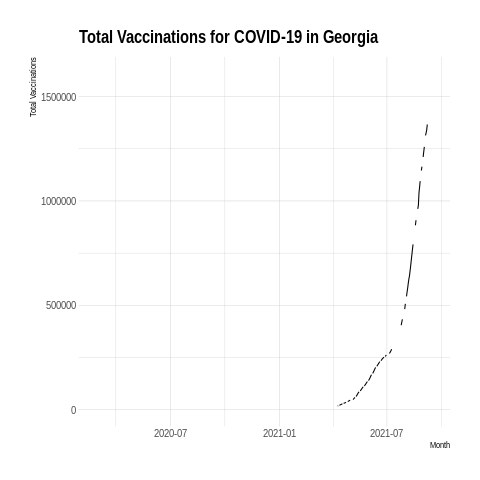 Total Vaccinations for COVID-19 in Georgia
Total Vaccinations
1500000
1000000
500000
0
2020-07
2021-01
2021-07
Month